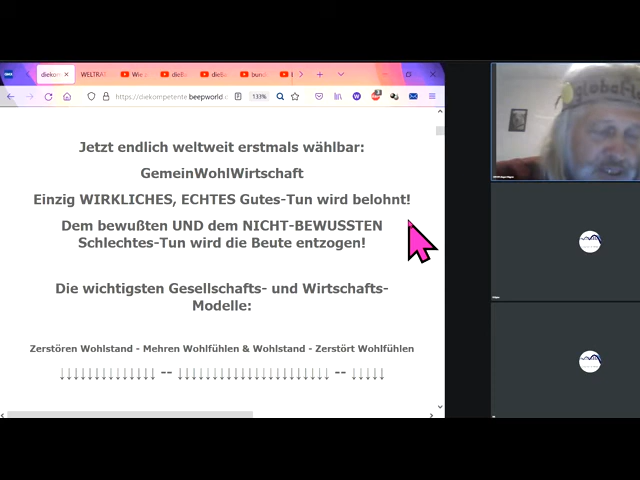 diekom
WELTRAT
https://diekompetente.beepworld.d
133%
Jetzt endlich weltweit erstmals wählbar:
GemeinWohlWirtschaft
Einzig WIRKLICHES, ECHTES Gutes-Tun wird belohnt!
Dem bewußten UND dem NICHT-BEWUSSTEN
Schlechtes-Tun wird die Beute entzogen!
Die wichtigsten Gesellschafts- und Wirtschafts-
Modelle:
Zerstören Wohlstand - Mehren Wohlfühlen & Wohlstand - Zerstört Wohlfühlen
↓↓↓↓↓↓↓↓↓↓↓↓↓↓ -- ↓↓↓↓↓↓↓↓↓↓↓↓↓↓↓↓↓↓↓↓↓↓ -- ↓↓↓↓↓